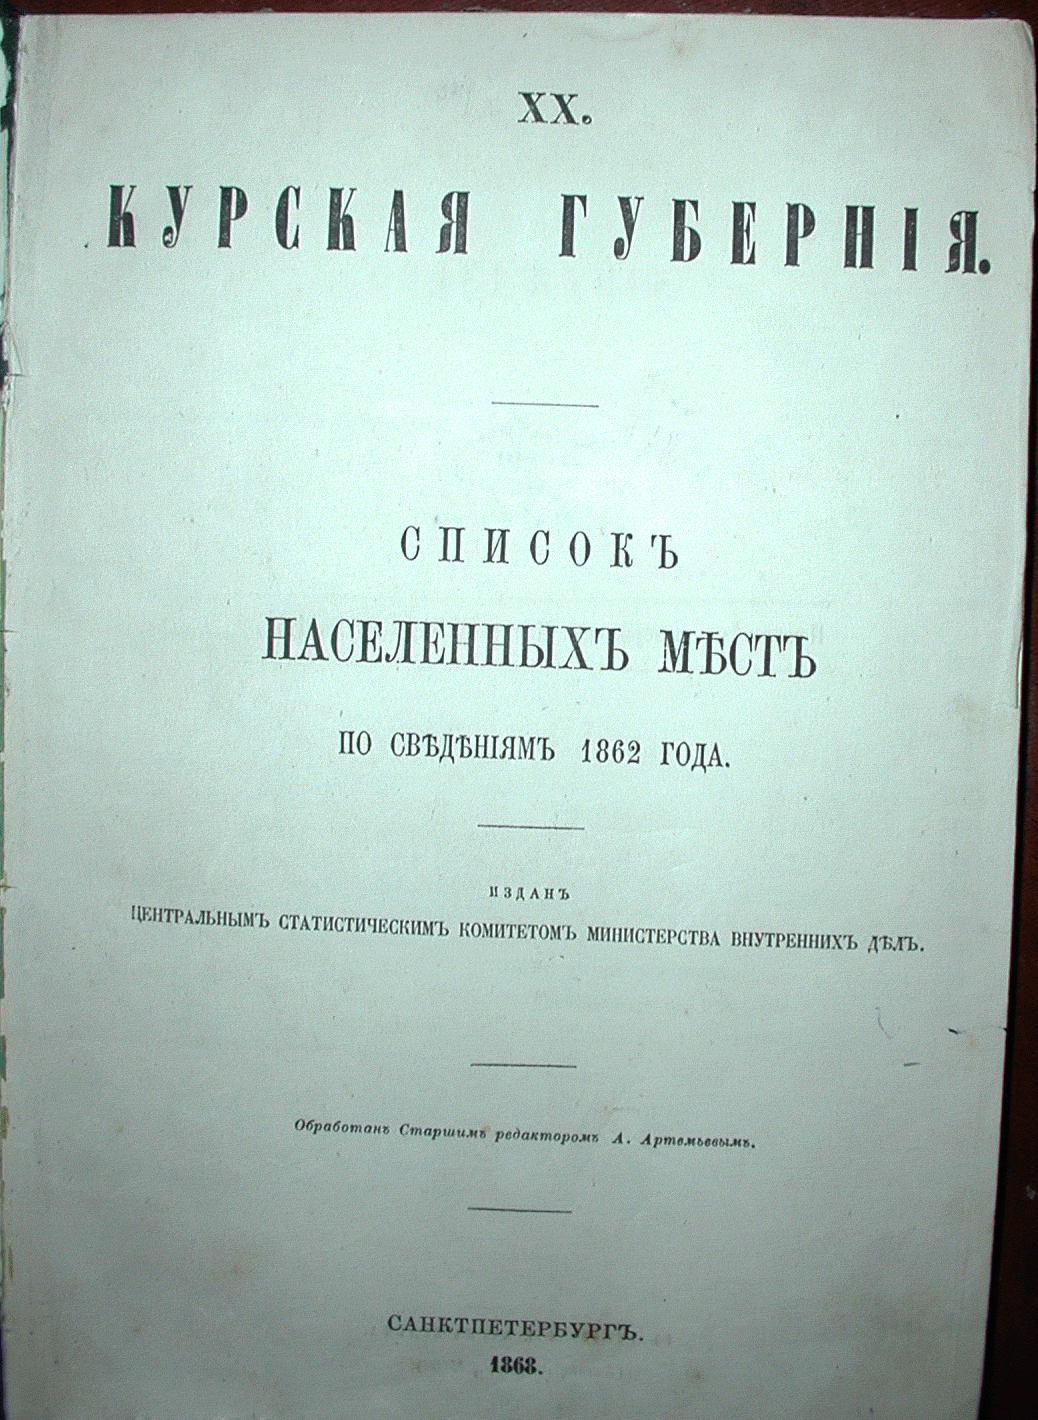 XX.
КУРСКАЯ ГУБЕРНІЯ.
СПИСОКЪ
НАСЕЛЕННЫХЪ МѢСТЪ
ПО СВѢДѢНІЯМЪ 1862 ГОДА.
ИЗДАНЪ
ЦЕНТРАЛЬНЫМЪ СТАТИСТИЧЕСКИМЪ КОМИТЕТОМЪ МИНИСТЕРСТВА ВНУТРЕННИХЪ ДѢЛЪ.
Обработанъ Старшимъ редакторомъ А. Артемьевымъ.
САНКТПЕТЕРБУРГЪ.
1868.